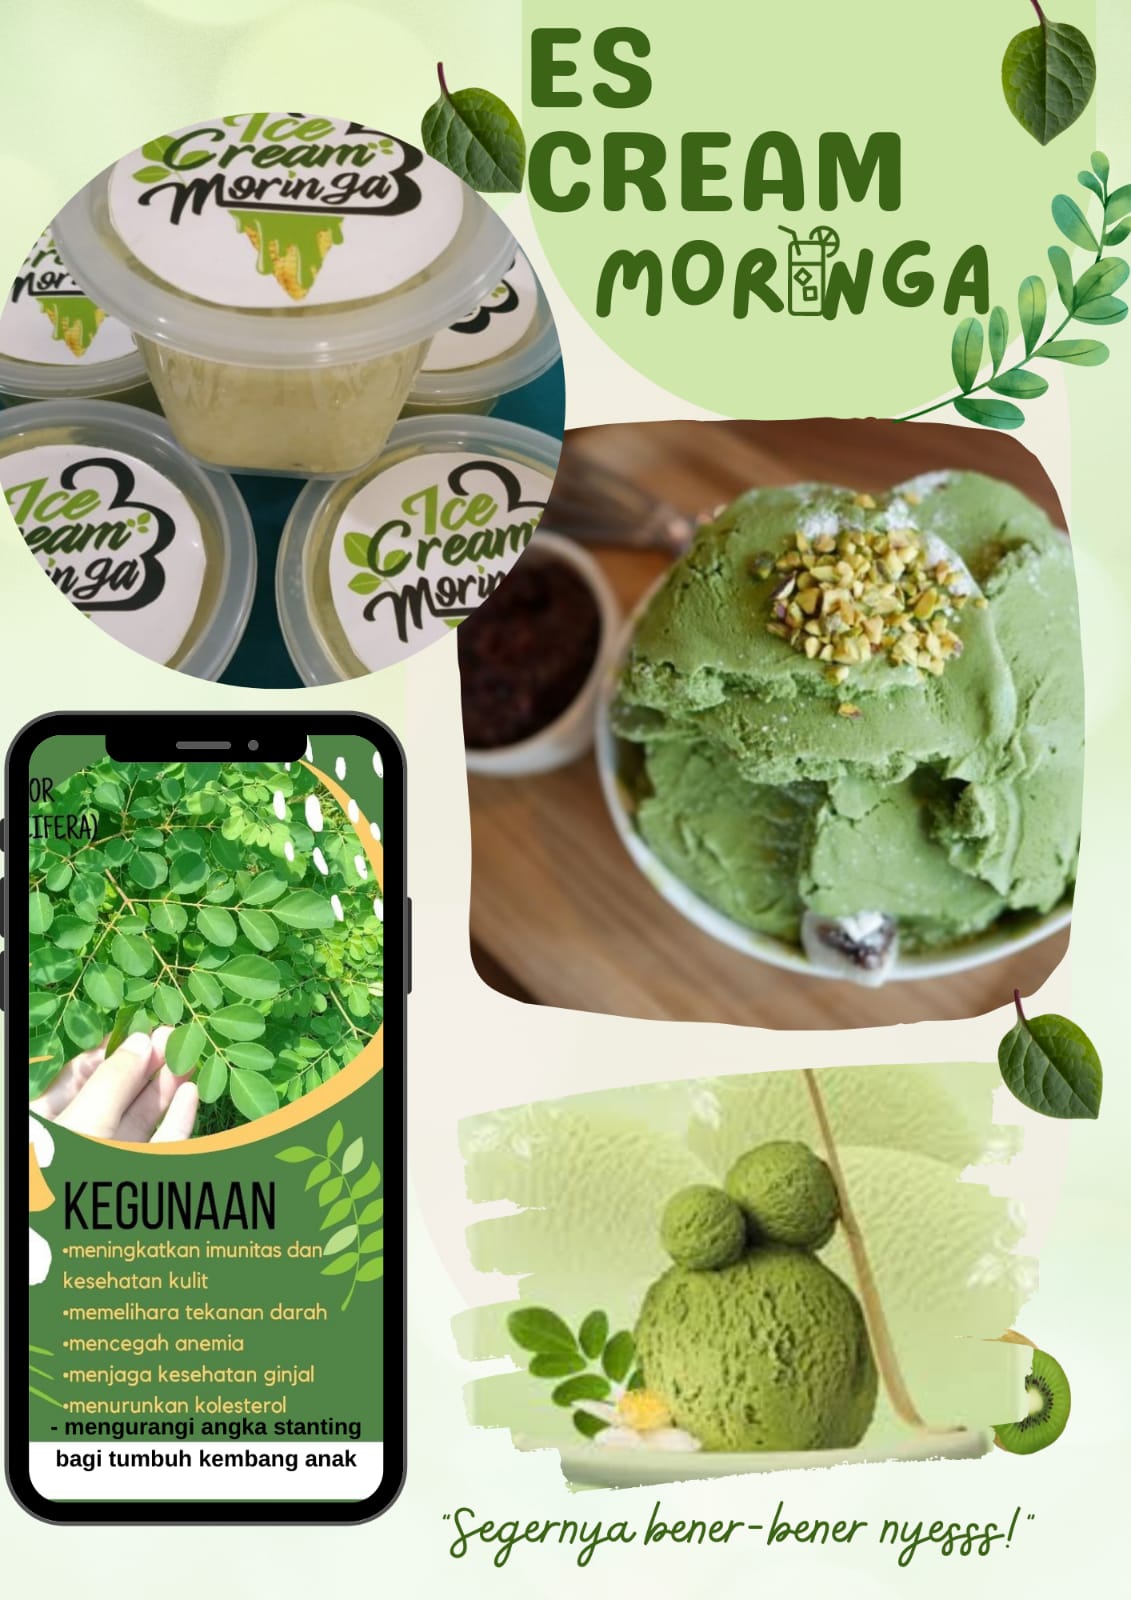 ES
CREAM
MORINGA
Ice
Cream
Moringa
Ice
Cream
Moringa
OR
KEGUNAAN
•meningkatkan imunitas dan
kesehatan kulit
•memelihara tekanan darah
•mencegah anemia
•menjaga kesehatan ginjal
•menurunkan kolesterol
- mengurangi angka stanting
bagi tumbuh kembang anak
"Segernya bener-bener nyesss!"